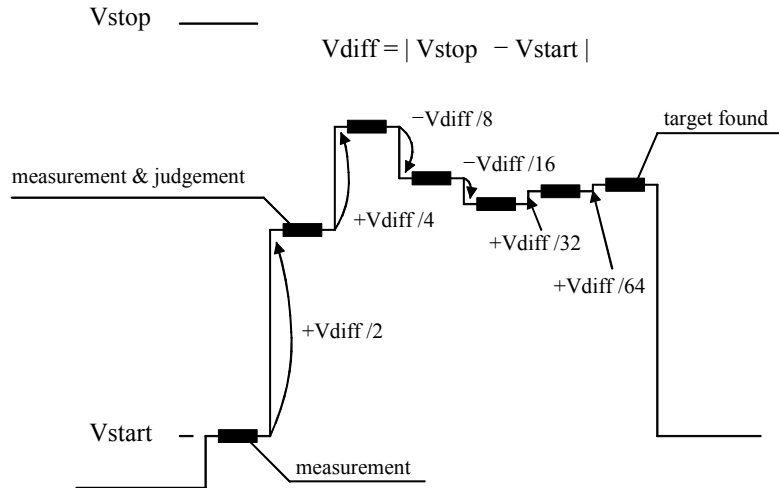 Vstop
Vdiff = | Vstop − Vstart |
−Vdiff /8
target found
−Vdiff /16
measurement & judgement
+Vdiff /4
+Vdiff /32
+Vdiff /64
+Vdiff /2
Vstart
measurement